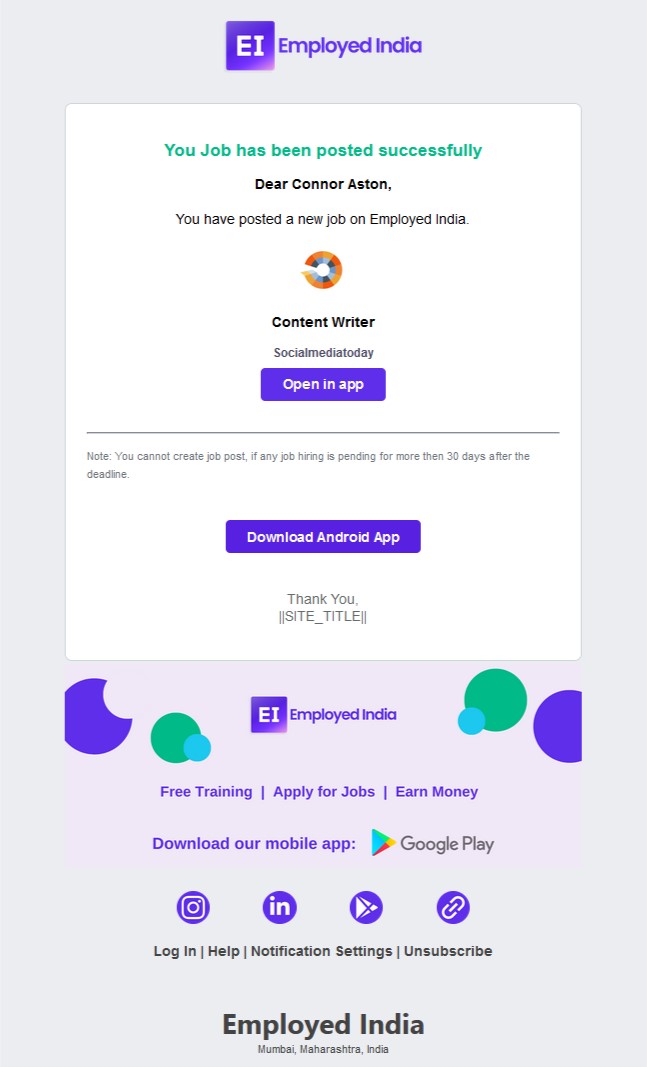 EI Employed India
You Job has been posted successfully
Dear Connor Aston,
You have posted a new job on Employed India.
Content Writer
Socialmediatoday
Open in app
Note: You cannot create job post, if any job hiring is pending for more then 30 days after the
deadline.
Download Android App
Thank You,
||SITE_TITLE||
EI Employed India
Free Training | Apply for Jobs | Earn Money
Download our mobile app: Google Play
in
Log In | Help | Notification Settings | Unsubscribe
Employed India
Mumbai, Maharashtra, India